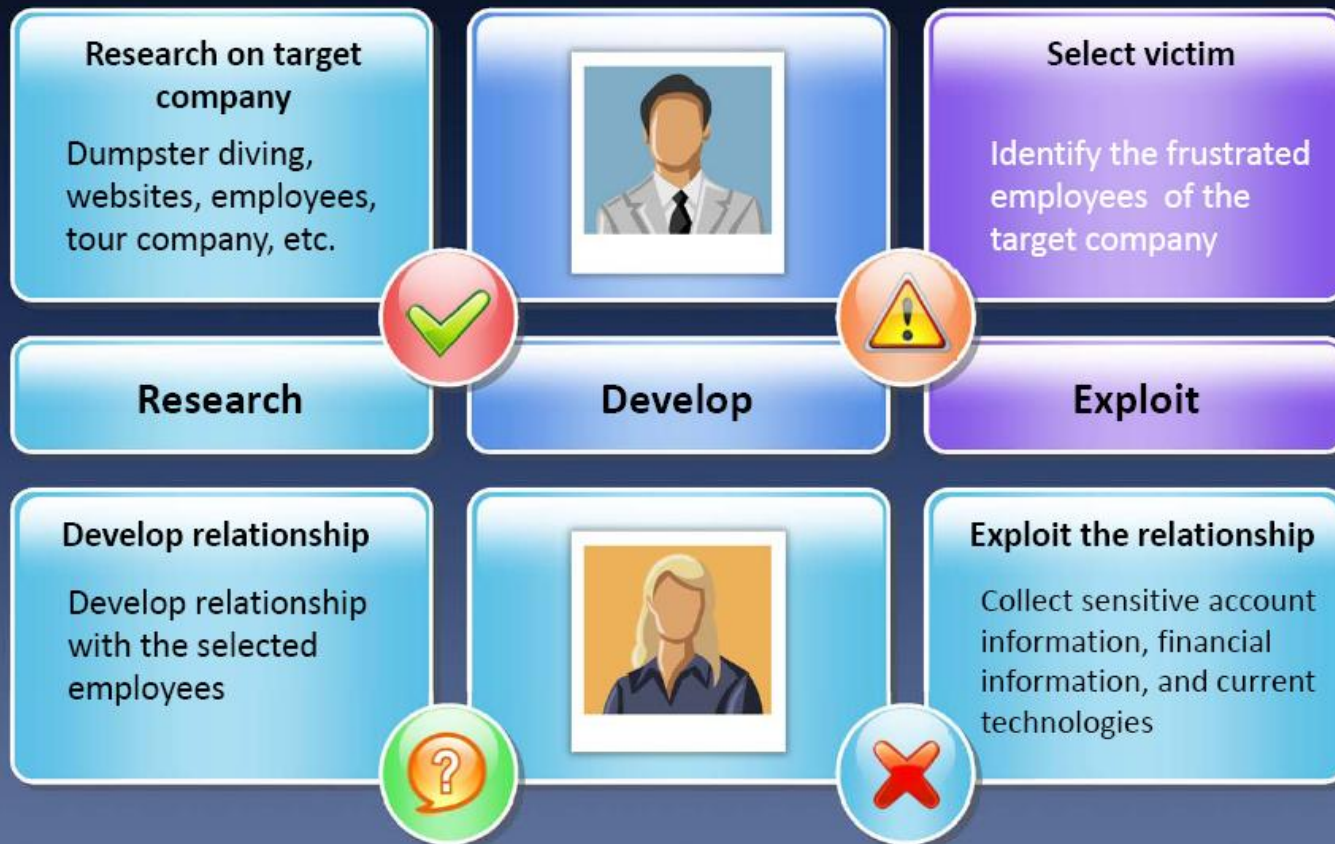 Research on target
company
Dumpster diving,
websites, employees,
tour company, etc.
Select victim
Identify the frustrated
employees of the
target company
Research
Develop
Exploit
Develop relationship
Develop relationship
with the selected
employees
Exploit the relationship
Collect sensitive account
information, financial
information, and current
technologies